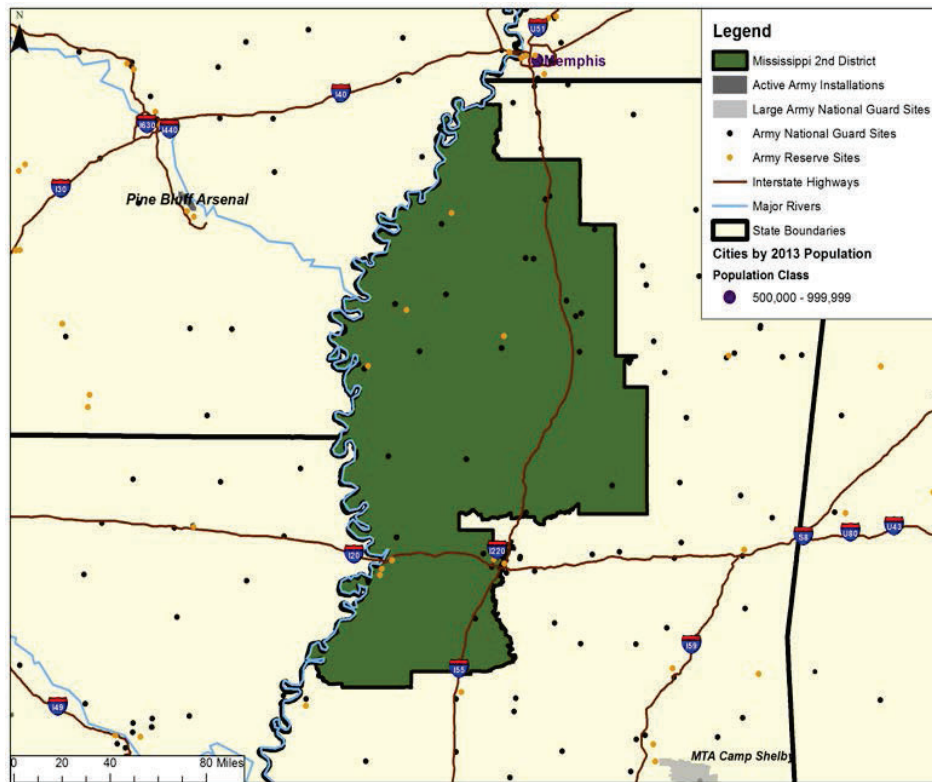 N
U51
Memphis
I40
I630
I440
I30
Pine Bluff Arsenal
Legend
Mississippi 2nd District
Active Army Installations
Large Army National Guard Sites
Army National Guard Sites
Army Reserve Sites
Interstate Highways
Major Rivers
State Boundaries
Cities by 2013 Population
Population Class
500,000 - 999,999
I20
I220
S8
U80
U43
I59
I55
I49
MTA Camp Shelby
0 20 40 80 Miles